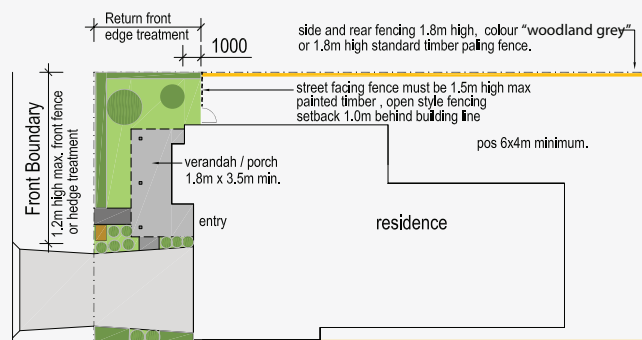 Return front
edge treatment
1000
side and rear fencing 1.8m high, colour “woodland grey”
or 1.8m high standard timber paling fence.
street facing fence must be 1.5m high max
painted timber , open style fencing
setback 1.0m behind building line
pos 6x4m minimum.
Front Boundary
1.2m high max. front fence
or hedge treatment
verandah / porch
1.8m x 3.5m min.
entry
residence